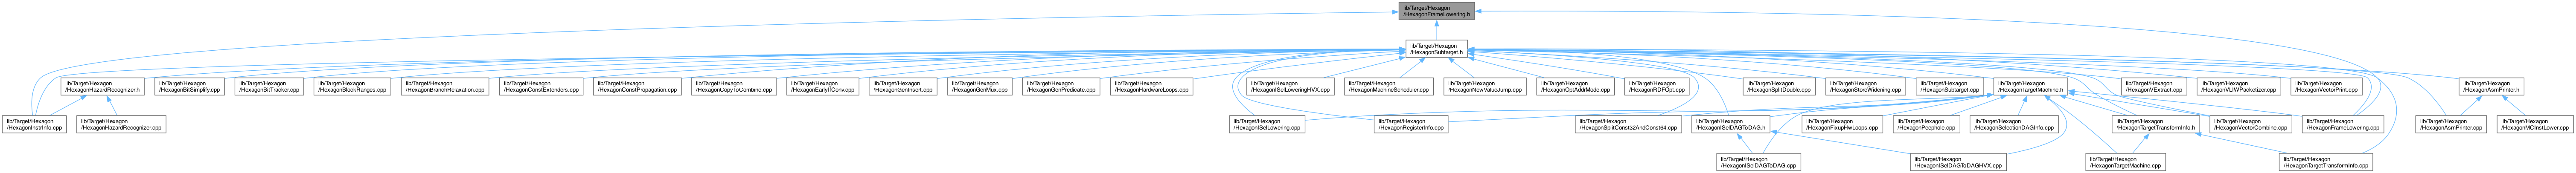 lib/Target/Hexagon
/HexagonFrameLowering.h
lib/Target/Hexagon
/HexagonSubtarget.h
lib/Target/Hexagon
/HexagonHazardRecognizer.h
lib/Target/Hexagon
/HexagonBitSimplify.cpp
lib/Target/Hexagon
/HexagonBitTracker.cpp
lib/Target/Hexagon
/HexagonBlockRanges.cpp
lib/Target/Hexagon
/HexagonBranchRelaxation.cpp
lib/Target/Hexagon
/HexagonConstExtenders.cpp
lib/Target/Hexagon
/HexagonConstPropagation.cpp
lib/Target/Hexagon
/HexagonCopyToCombine.cpp
lib/Target/Hexagon
/HexagonEarlyIfConv.cpp
lib/Target/Hexagon
/HexagonGenInsert.cpp
lib/Target/Hexagon
/HexagonGenMux.cpp
lib/Target/Hexagon
/HexagonGenPredicate.cpp
lib/Target/Hexagon
/HexagonHardwareLoops.cpp
lib/Target/Hexagon
/HexagonISelLoweringHVX.cpp
lib/Target/Hexagon
/HexagonMachineScheduler.cpp
lib/Target/Hexagon
/HexagonNewValueJump.cpp
lib/Target/Hexagon
/HexagonOptAddrMode.cpp
lib/Target/Hexagon
/HexagonRDFOpt.cpp
lib/Target/Hexagon
/HexagonSplitDouble.cpp
lib/Target/Hexagon
/HexagonStoreWidening.cpp
lib/Target/Hexagon
/HexagonSubtarget.cpp
lib/Target/Hexagon
/HexagonTargetMachine.h
lib/Target/Hexagon
/HexagonVExtract.cpp
lib/Target/Hexagon
/HexagonVLIWPacketizer.cpp
lib/Target/Hexagon
/HexagonVectorPrint.cpp
lib/Target/Hexagon
/HexagonAsmPrinter.h
lib/Target/Hexagon
/HexagonInstrInfo.cpp
lib/Target/Hexagon
/HexagonHazardRecognizer.cpp
lib/Target/Hexagon
/HexagonISelLowering.cpp
lib/Target/Hexagon
/HexagonRegisterInfo.cpp
lib/Target/Hexagon
/HexagonSplitConst32AndConst64.cpp
lib/Target/Hexagon
/HexagonISelDAGToDAG.h
lib/Target/Hexagon
/HexagonFixupHwLoops.cpp
lib/Target/Hexagon
/HexagonPeephole.cpp
lib/Target/Hexagon
/HexagonSelectionDAGInfo.cpp
lib/Target/Hexagon
/HexagonTargetTransformInfo.h
lib/Target/Hexagon
/HexagonVectorCombine.cpp
lib/Target/Hexagon
/HexagonFrameLowering.cpp
lib/Target/Hexagon
/HexagonAsmPrinter.cpp
lib/Target/Hexagon
/HexagonMCInstLower.cpp
lib/Target/Hexagon
/HexagonISelDAGToDAG.cpp
lib/Target/Hexagon
/HexagonISelDAGToDAGHVX.cpp
lib/Target/Hexagon
/HexagonTargetMachine.cpp
lib/Target/Hexagon
/HexagonTargetTransformInfo.cpp